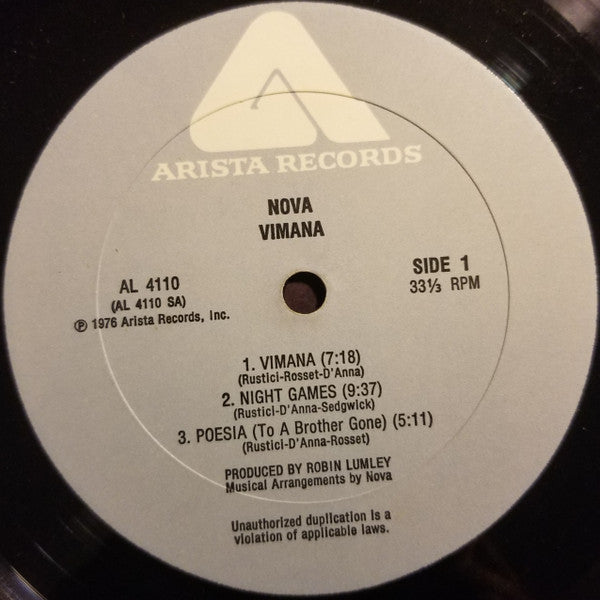 ARISTA RECORDS
NOVA
VIMANA
AL 4110
(AL 4110 SA)
℗ 1976 Arista Records, Inc.
SIDE 1
33⅓ RPM
1. VIMANA (7:18)
(Rustici-Rosset-D'Anna)
2. NIGHT GAMES (9:37)
(Rustici-D'Anna-Sedgwick)
3. POESIA (To A Brother Gone) (5:11)
(Rustici-D'Anna-Rosset)
PRODUCED BY ROBIN LUMLEY
Musical Arrangements by Nova
Unauthorized duplication is a
violation of applicable laws.